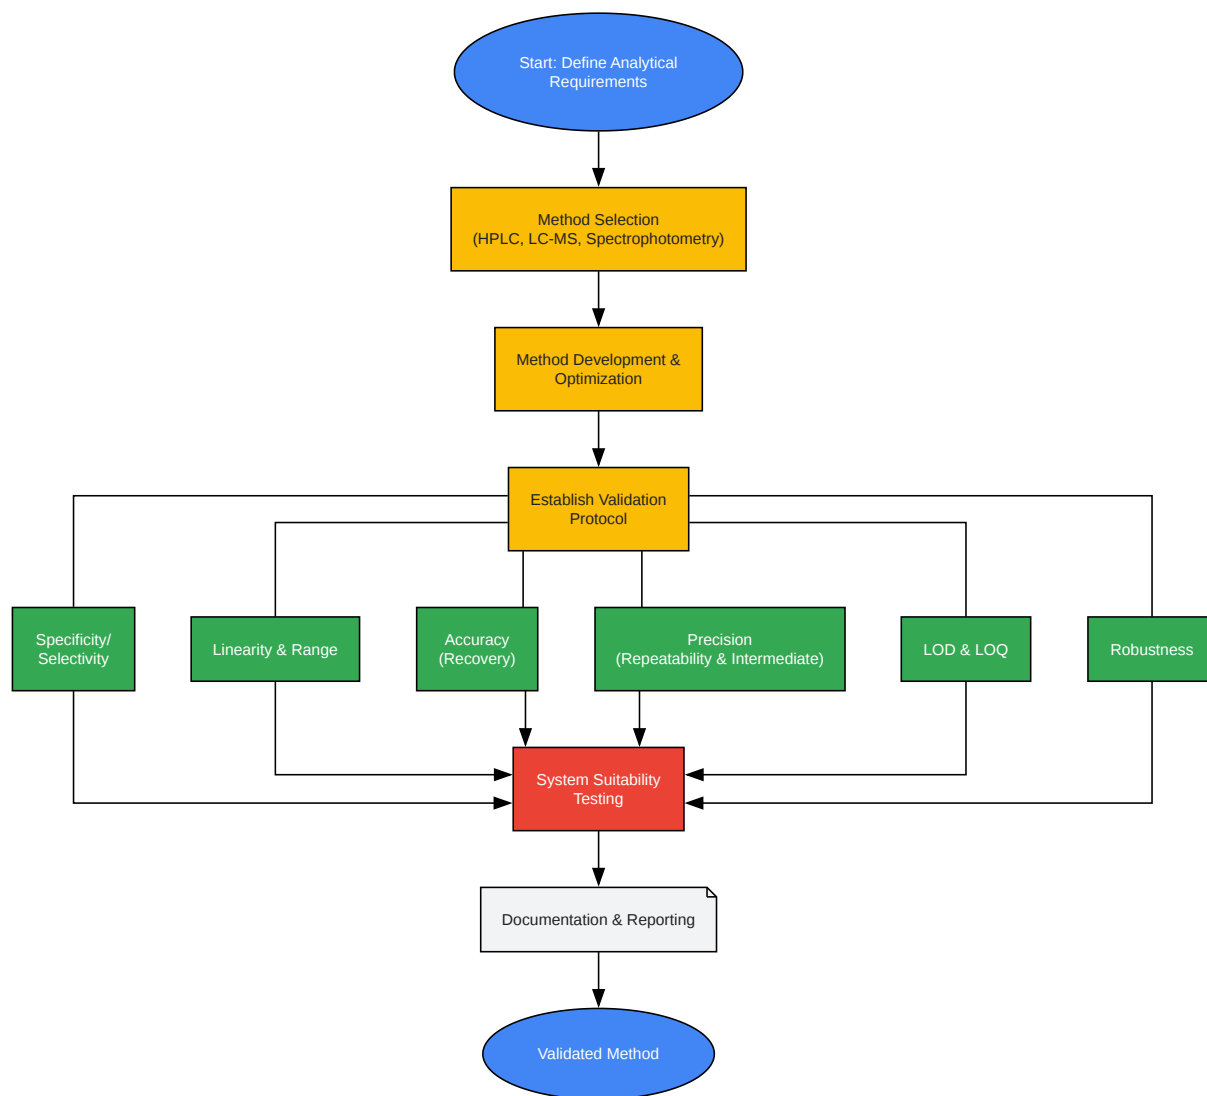 Start: Define Analytical
Requirements
Method Selection
(HPLC, LC-MS, Spectrophotometry)
Method Development &
Optimization
Establish Validation
Protocol
Specificity/
Selectivity
Linearity & Range
Accuracy
(Recovery)
Precision
(Repeatability & Intermediate)
LOD & LOQ
Robustness
System Suitability
Testing
Documentation & Reporting
Validated Method